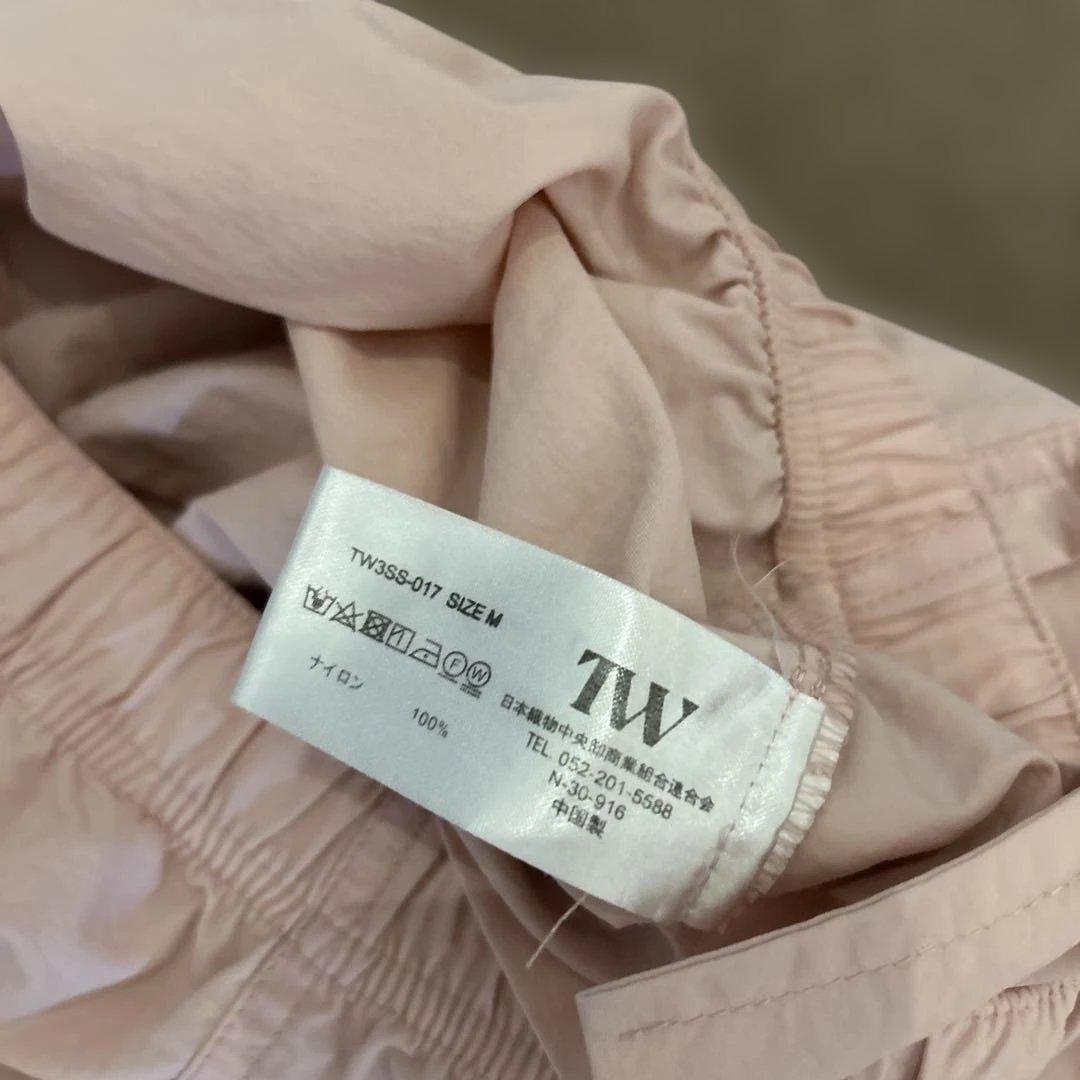 TW3SS-017 SIZE M
F W
ナイロン
100%
TW
日本織物中央卸商業組合連合会
TEL. 052-201-5588
N-30-916
中国製